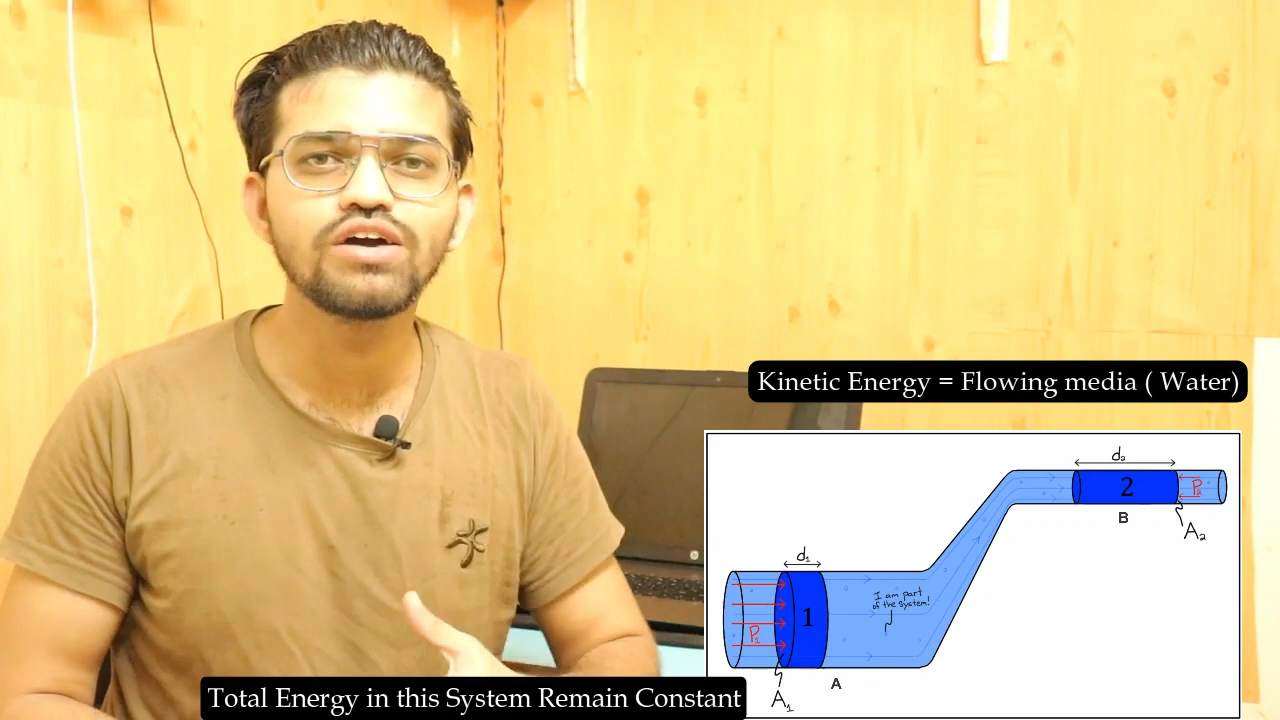 Kinetic Energy = Flowing media ( Water)
d₂
2
P₂
B
A₂
d₁
I am part
of the system!
1
P₁
A
A₁
Total Energy in this System Remain Constant